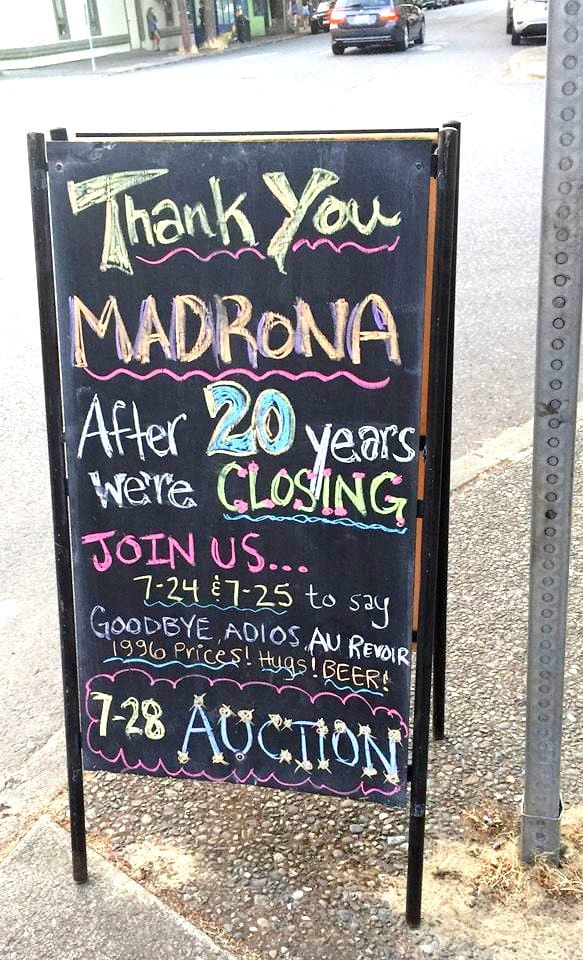 Thank You
MADRONA
After 20 years
we're CLOSING
JOIN US...
7-24 & 7-25 to say
GOODBYE, ADIOS, AU REVOIR
1996 Prices! Hugs! BEER!
7-28 AUCTION